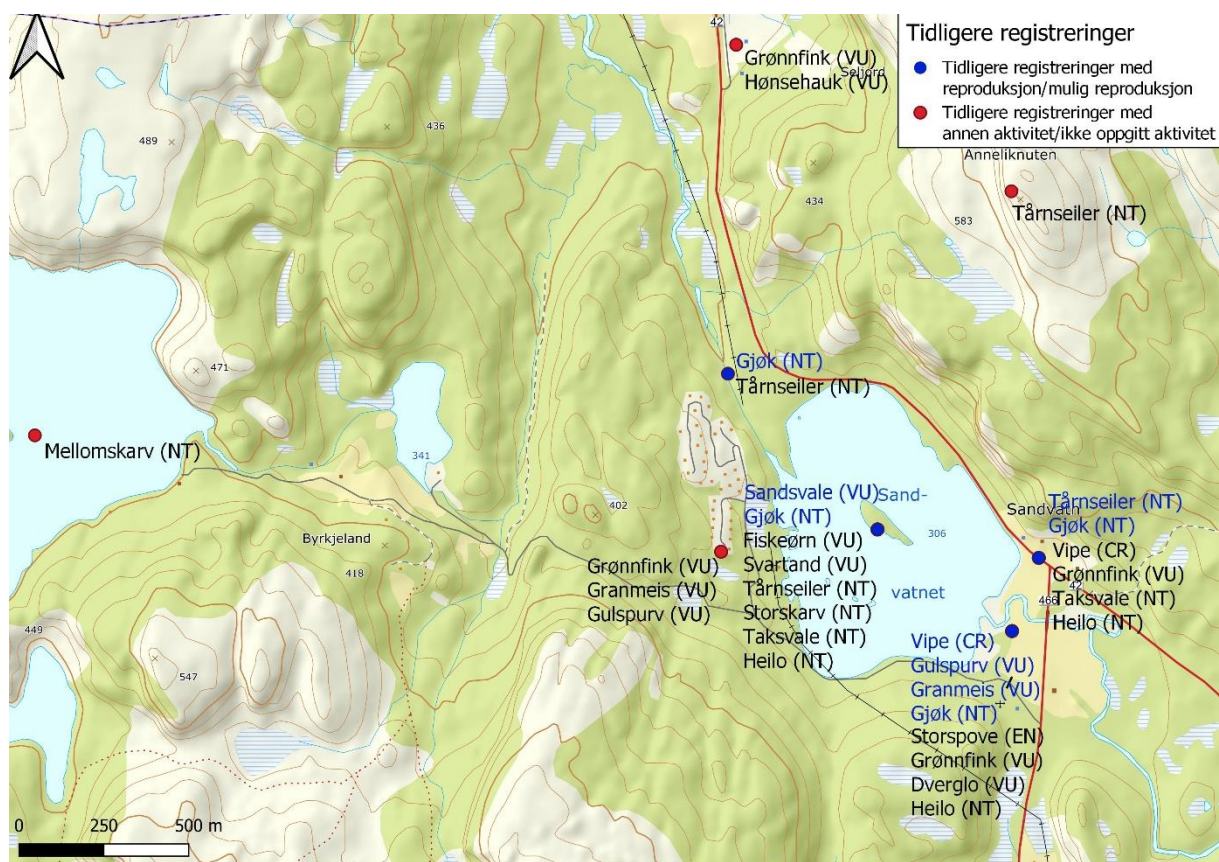 Tidligere registreringer
Tidligere registreringer med
reproduksjon/mulig reproduksjon
Tidligere registreringer med
annen aktivitet/ikke oppgitt aktivitet
42
Grønnfink (VU)
Hønsehauk (VU)
Seljord
489
436
434
Anneliknuten
583
Tårnseiler (NT)
471
Gjøk (NT)
Tårnseiler (NT)
Mellomskarv (NT)
341
402
Byrkjeland
418
Grønnfink (VU)
Granmeis (VU)
Gulspurv (VU)
Sandsvale (VU)
Gjøk (NT)
Fiskeørn (VU)
Svartand (VU)
Tårnseiler (NT)
Storskarv (NT)
Taksvale (NT)
Heilo (NT)
Sand-
vatnet
306
Sandvatn
Tårnseiler (NT)
Gjøk (NT)
Vipe (CR)
Grønnfink (VU)
Taksvale (NT)
Heilo (NT)
42
466
Vipe (CR)
Gulspurv (VU)
Granmeis (VU)
Gjøk (NT)
Storspove (EN)
Grønnfink (VU)
Dverglo (VU)
Heilo (NT)
449
547
0 250 500 m